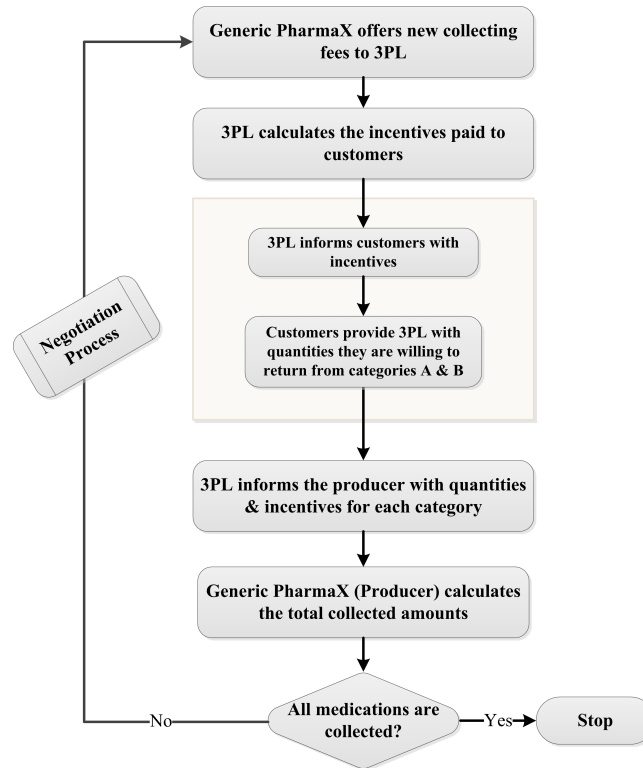 Generic PharmaX offers new collecting
fees to 3PL
3PL calculates the incentives paid to
customers
3PL informs customers with
incentives
Negotiation
Process
Customers provide 3PL with
quantities they are willing to
return from categories A & B
3PL informs the producer with quantities
& incentives for each category
Generic PharmaX (Producer) calculates
the total collected amounts
All medications are
collected?
No
Yes
Stop